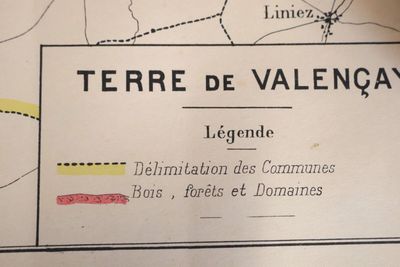 Liniez
TERRE DE VALENÇAY
Légende
Délimitation des Communes
Bois , forêts et Domaines